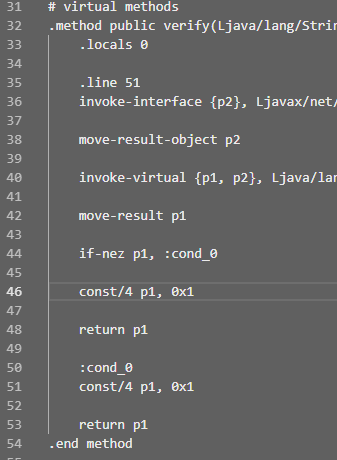 31 # virtual methods
32 .method public verify(Ljava/lang/Strin
33 .locals 0
34
35 .line 51
36 invoke-interface {p2}, Ljavax/net/
37
38 move-result-object p2
39
40 invoke-virtual {p1, p2}, Ljava/lan
41
42 move-result p1
43
44 if-nez p1, :cond_0
45
46 const/4 p1, 0x1
47
48 return p1
49
50 :cond_0
51 const/4 p1, 0x1
52
53 return p1
54 .end method